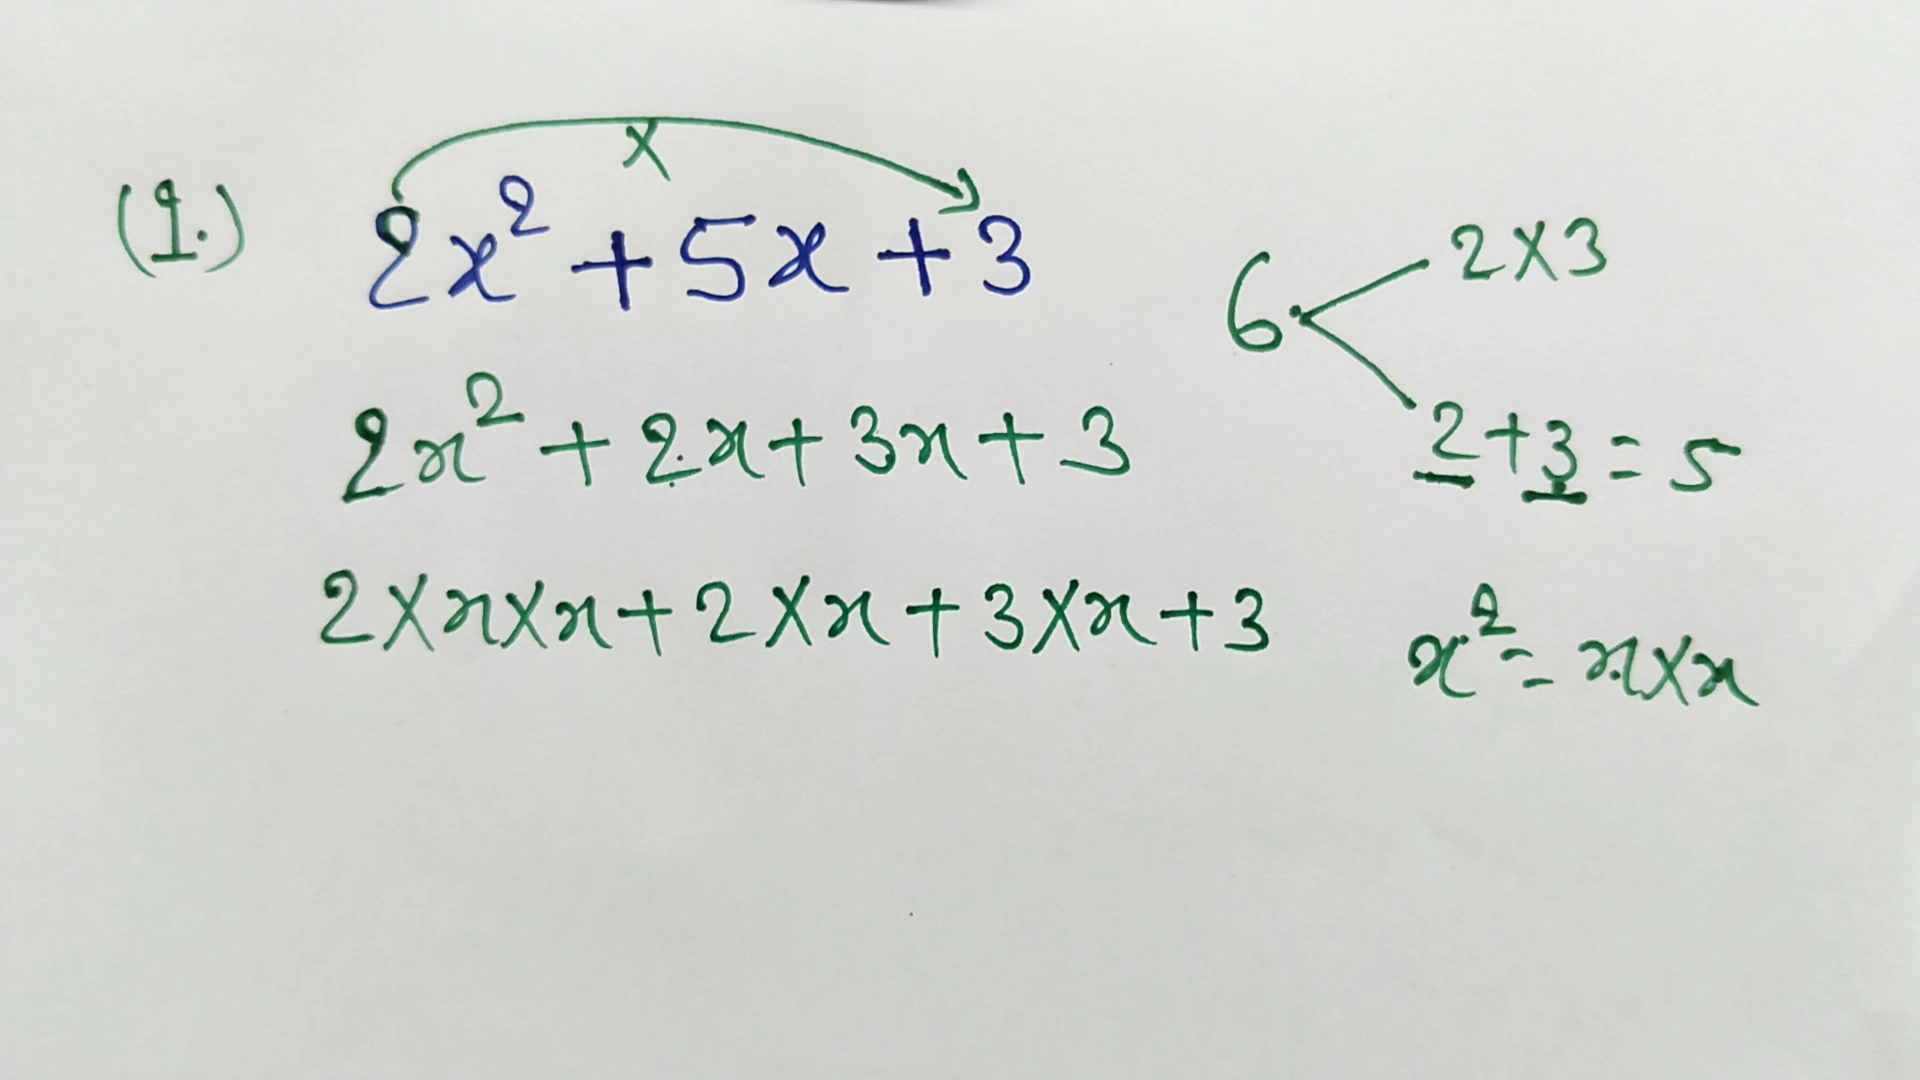 (1.) 2x² + 5x + 3
×
6 2×3
2+3=5
2x² + 2x + 3x + 3
2×x×x + 2×x + 3×x + 3
x² = x×x